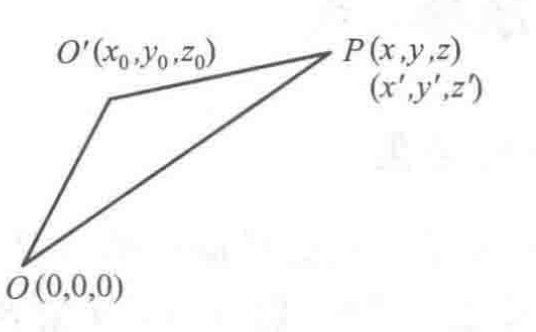 O′(x₀,y₀,z₀)
P(x,y,z)
(x′,y′,z′)
O(0,0,0)